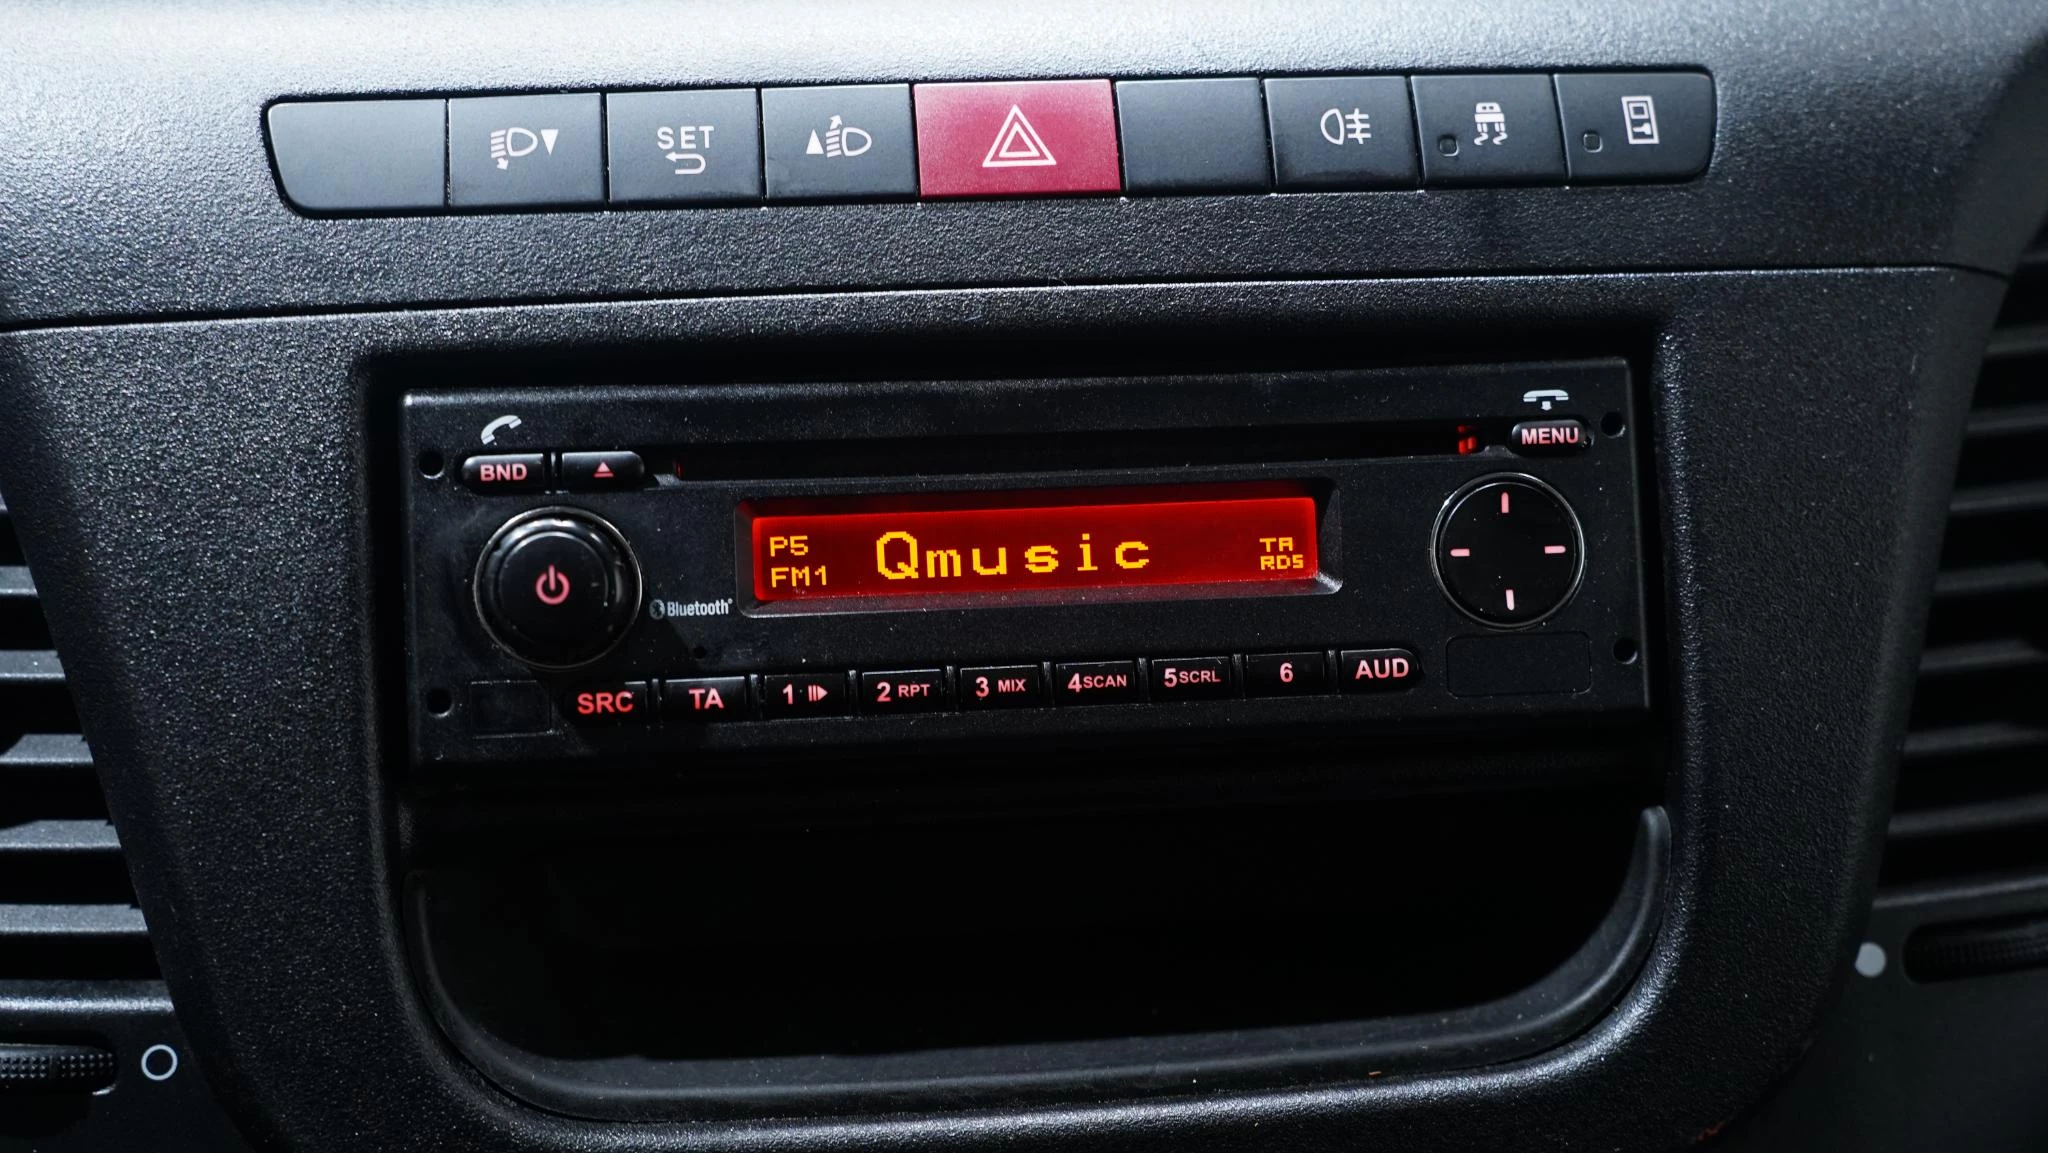 SET
BND
MENU
P5
FM1
Qmusic
TA
RDS
Bluetooth®
SRC
TA
1
2 RPT
3 MIX
4SCAN
5SCRL
6
AUD